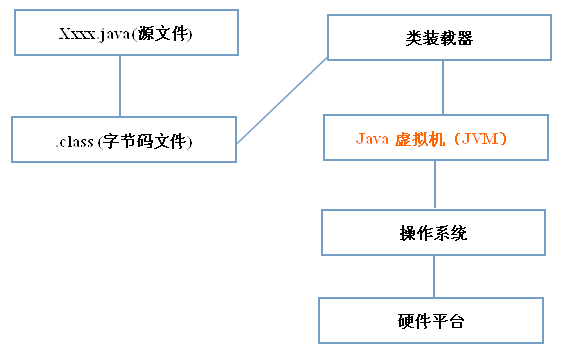 Xxxx.java(源文件)
.class (字节码文件)
类装载器
Java 虚拟机（JVM）
操作系统
硬件平台